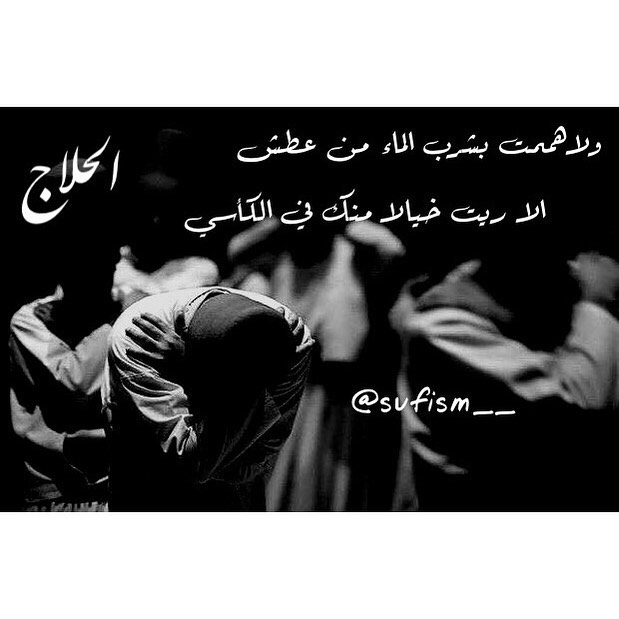 الحلاج
ولاهممت بشرب الماء من عطش
الا ريت خيالا منك في الكأسي
@sufism__